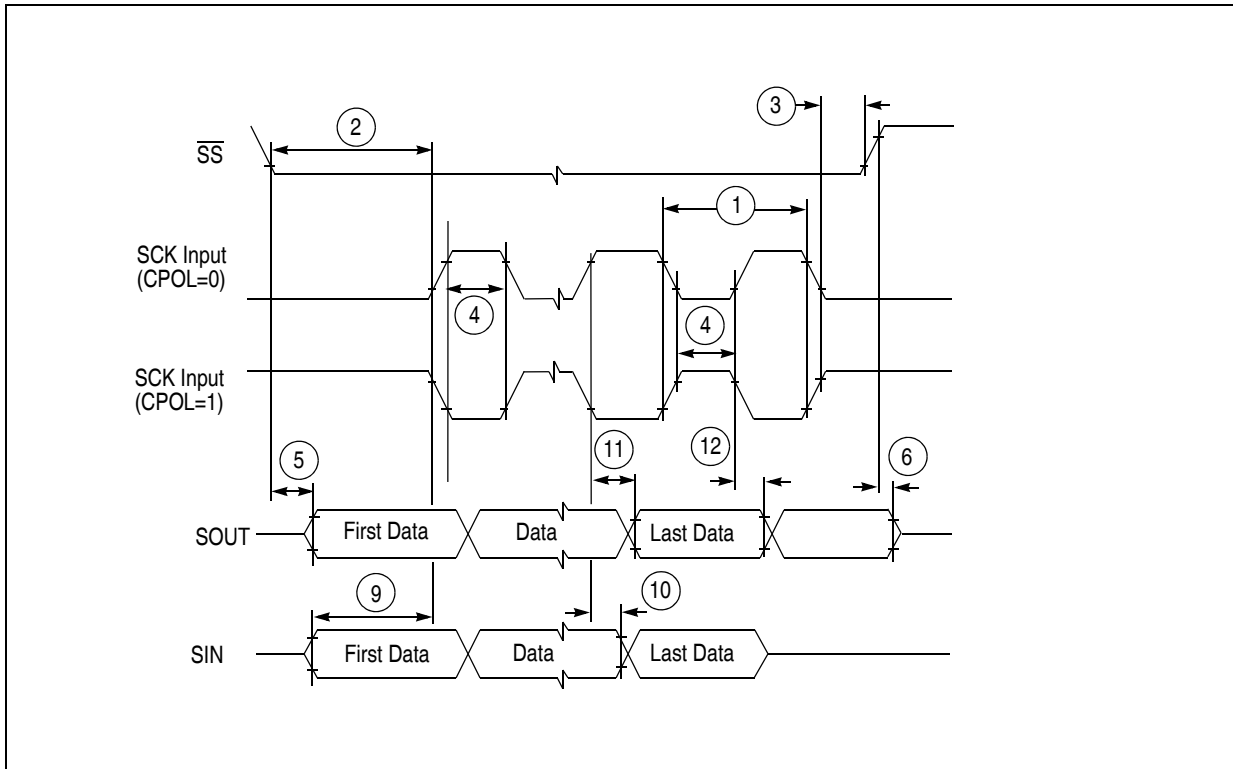 3
2
SS
1
SCK Input
(CPOL=0)
4
4
SCK Input
(CPOL=1)
11
12
5
6
SOUT
First Data
Data
Last Data
9
10
SIN
First Data
Data
Last Data